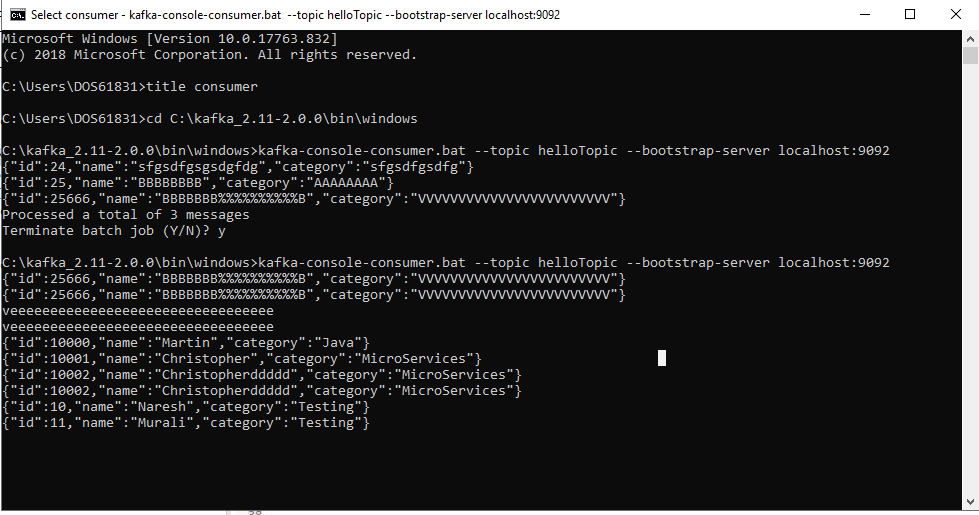 Select consumer - kafka-console-consumer.bat --topic helloTopic --bootstrap-server localhost:9092
Microsoft Windows [Version 10.0.17763.832]
(c) 2018 Microsoft Corporation. All rights reserved.
C:\Users\DOS61831>title consumer
C:\Users\DOS61831>cd C:\kafka_2.11-2.0.0\bin\windows
C:\kafka_2.11-2.0.0\bin\windows>kafka-console-consumer.bat --topic helloTopic --bootstrap-server localhost:9092
{"id":24,"name":"sfgsdfgsgsdgfdg","category":"sfgsdfgsdfg"}
{"id":25,"name":"BBBBBBBB","category":"AAAAAAAA"}
{"id":25666,"name":"BBBBBBB%%%%%%%%%%B","category":"VVVVVVVVVVVVVVVVVVVVVVVV"}
Processed a total of 3 messages
Terminate batch job (Y/N)? y
C:\kafka_2.11-2.0.0\bin\windows>kafka-console-consumer.bat --topic helloTopic --bootstrap-server localhost:9092
{"id":25666,"name":"BBBBBBB%%%%%%%%%%B","category":"VVVVVVVVVVVVVVVVVVVVVVVV"}
{"id":25666,"name":"BBBBBBB%%%%%%%%%%B","category":"VVVVVVVVVVVVVVVVVVVVVVVV"}
veeeeeeeeeeeeeeeeeeeeeeeeeeeeeeeee
veeeeeeeeeeeeeeeeeeeeeeeeeeeeeeeee
{"id":10000,"name":"Martin","category":"Java"}
{"id":10001,"name":"Christopher","category":"MicroServices"}
{"id":10002,"name":"Christopherddddd","category":"MicroServices"}
{"id":10002,"name":"Christopherddddd","category":"MicroServices"}
{"id":10,"name":"Naresh","category":"Testing"}
{"id":11,"name":"Murali","category":"Testing"}